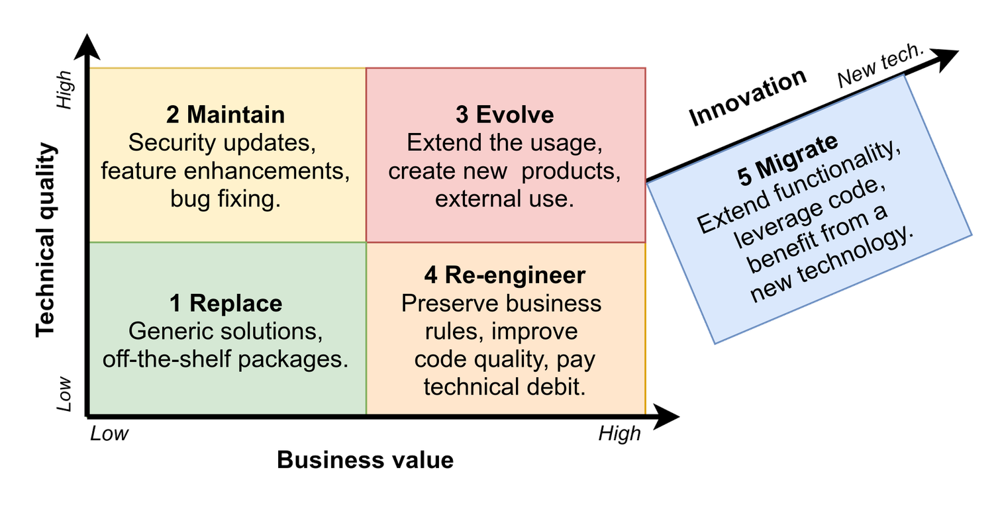 High
Technical quality
Low
2 Maintain
Security updates,
feature enhancements,
bug fixing.
3 Evolve
Extend the usage,
create new  products,
external use.
1 Replace
Generic solutions,
off-the-shelf packages.
4 Re-engineer
Preserve business
rules, improve
code quality, pay
technical debit.
Low
High
Business value
Innovation
New tech.
5 Migrate
Extend functionality,
leverage code,
benefit from a
new technology.